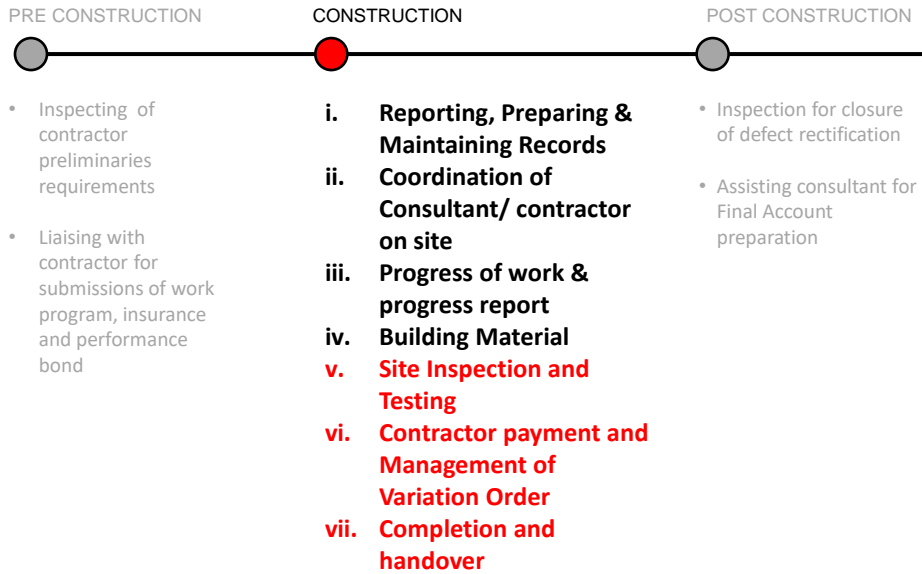 PRE CONSTRUCTION
• Inspecting of
contractor
preliminaries
requirements
• Liaising with
contractor for
submissions of work
program, insurance
and performance
bond
CONSTRUCTION
i. Reporting, Preparing &
Maintaining Records
ii. Coordination of
Consultant/ contractor
on site
iii. Progress of work &
progress report
iv. Building Material
v. Site Inspection and
Testing
vi. Contractor payment and
Management of
Variation Order
vii. Completion and
handover
POST CONSTRUCTION
• Inspection for closure
of defect rectification
• Assisting consultant for
Final Account
preparation